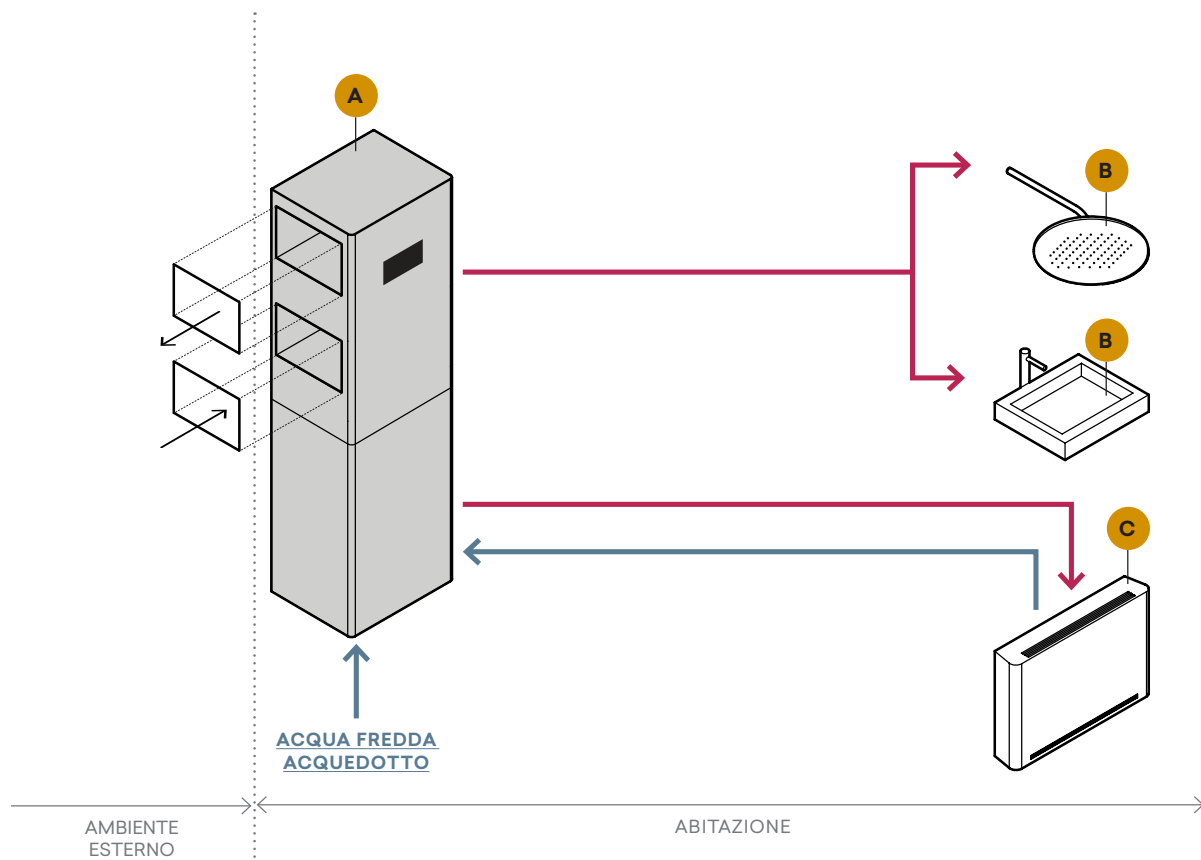 A
B
B
C
ACQUA FREDDA
ACQUEDOTTO
AMBIENTE
ESTERNO
ABITAZIONE